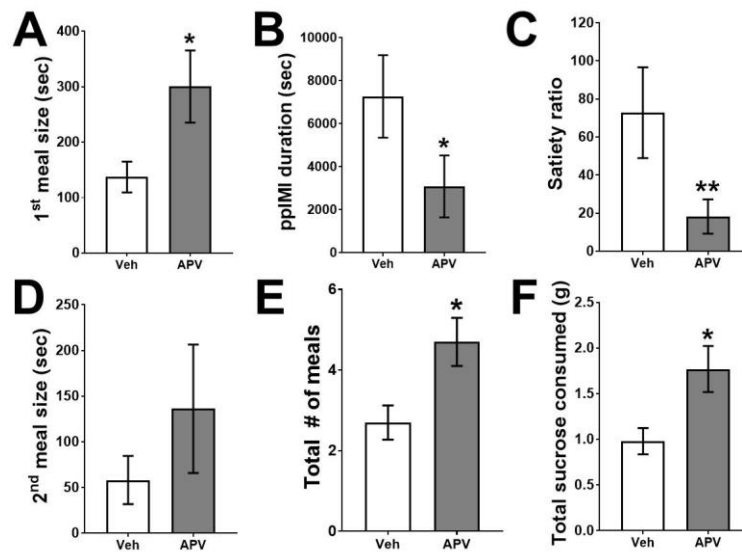 A
1st meal size (sec)
400
300
200
100
0
*
Veh
APV
B
ppIMI duration (sec)
10000
8000
6000
4000
2000
0
*
Veh
APV
C
Satiety ratio
120
100
80
60
40
20
0
**
Veh
APV
D
2nd meal size (sec)
250
200
150
100
50
0
Veh
APV
E
Total # of meals
6
4
2
0
*
Veh
APV
F
Total sucrose consumed (g)
2.5
2.0
1.5
1.0
0.5
0.0
*
Veh
APV